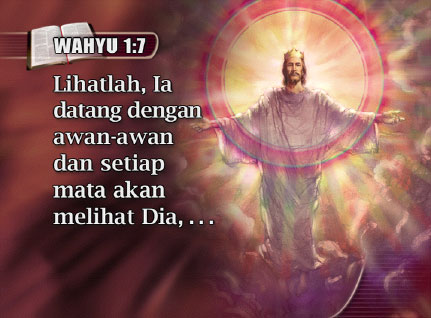 WAHYU 1:7
Lihatlah, Ia
datang dengan
awan-awan
dan setiap
mata akan
melihat Dia, . . .